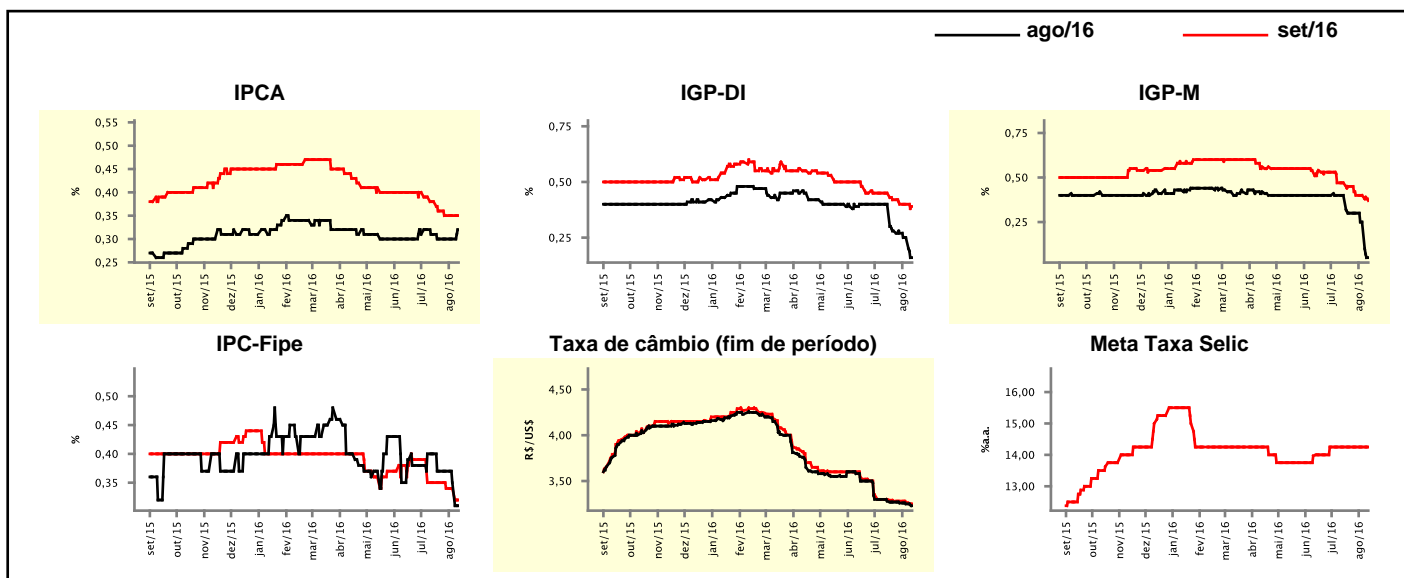 ago/16 set/16
IPCA
%
0,55
0,50
0,45
0,40
0,35
0,30
0,25
set/15 out/15 nov/15 dez/15 jan/16 fev/16 mar/16 abr/16 mai/16 jun/16 jul/16 ago/16
IGP-DI
%
0,75
0,50
0,25
set/15 out/15 nov/15 dez/15 jan/16 fev/16 mar/16 abr/16 mai/16 jun/16 jul/16 ago/16
IGP-M
%
0,75
0,50
0,25
set/15 out/15 nov/15 dez/15 jan/16 fev/16 mar/16 abr/16 mai/16 jun/16 jul/16 ago/16
IPC-Fipe
%
0,50
0,45
0,40
0,35
set/15 out/15 nov/15 dez/15 jan/16 fev/16 mar/16 abr/16 mai/16 jun/16 jul/16 ago/16
Taxa de câmbio (fim de período)
R$/US$
4,50
4,00
3,50
set/15 out/15 nov/15 dez/15 jan/16 fev/16 mar/16 abr/16 mai/16 jun/16 jul/16 ago/16
Meta Taxa Selic
%a.a.
16,00
15,00
14,00
13,00
set/15 out/15 nov/15 dez/15 jan/16 fev/16 mar/16 abr/16 mai/16 jun/16 jul/16 ago/16